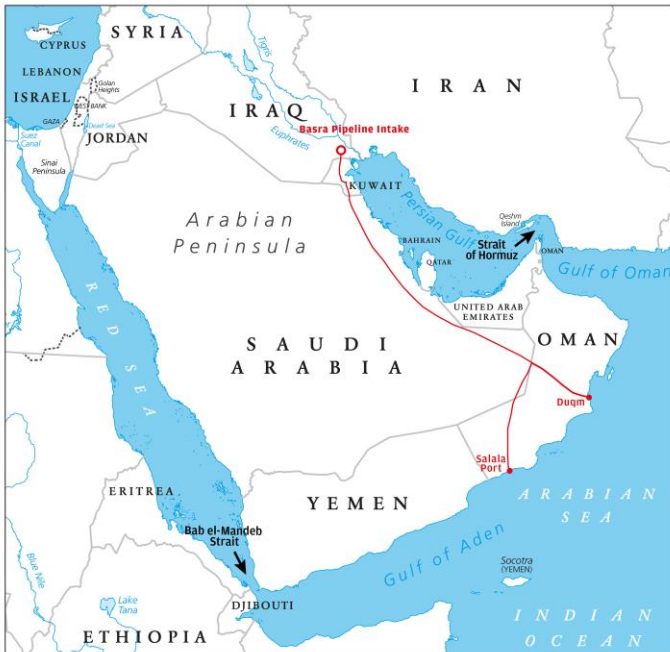 SYRIA
CYPRUS
LEBANON
Golan
Heights
ISRAEL
WEST BANK
GAZA
Dead Sea
JORDAN
Suez
Canal
Sinai
Peninsula
Tigris
IRAQ
Euphrates
IRAN
Basra Pipeline Intake
KUWAIT
Persian Gulf
Qeshm
Island
Strait
of Hormuz
OMAN
Gulf of Oman
BAHRAIN
QATAR
UNITED ARAB
EMIRATES
Arabian
Peninsula
RED SEA
SAUDI
ARABIA
OMAN
Duqm
Salala
Port
YEMEN
ARABIAN
SEA
ERITREA
Bab el-Mandeb
Strait
Gulf of Aden
Socotra
(YEMEN)
Blue Nile
Lake
Tana
DJIBOUTI
ETHIOPIA
INDIAN
OCEAN